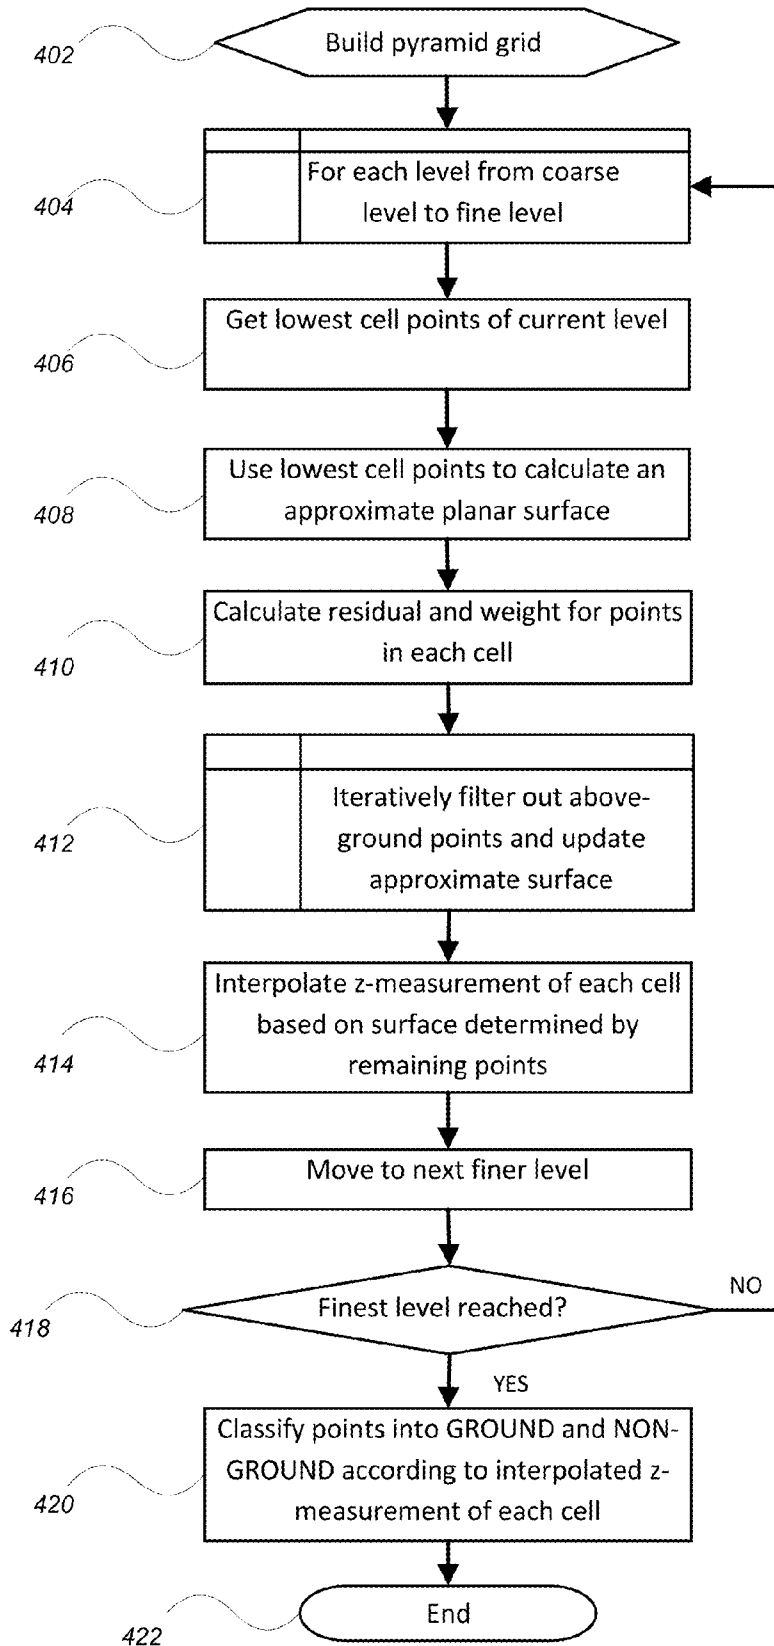 402
Build pyramid grid
404
For each level from coarse
level to fine level
406
Get lowest cell points of current level
408
Use lowest cell points to calculate an
approximate planar surface
410
Calculate residual and weight for points
in each cell
412
Iteratively filter out above-
ground points and update
approximate surface
414
Interpolate z-measurement of each cell
based on surface determined by
remaining points
416
Move to next finer level
418
Finest level reached?
NO
YES
420
Classify points into GROUND and NON-
GROUND according to interpolated z-
measurement of each cell
422
End